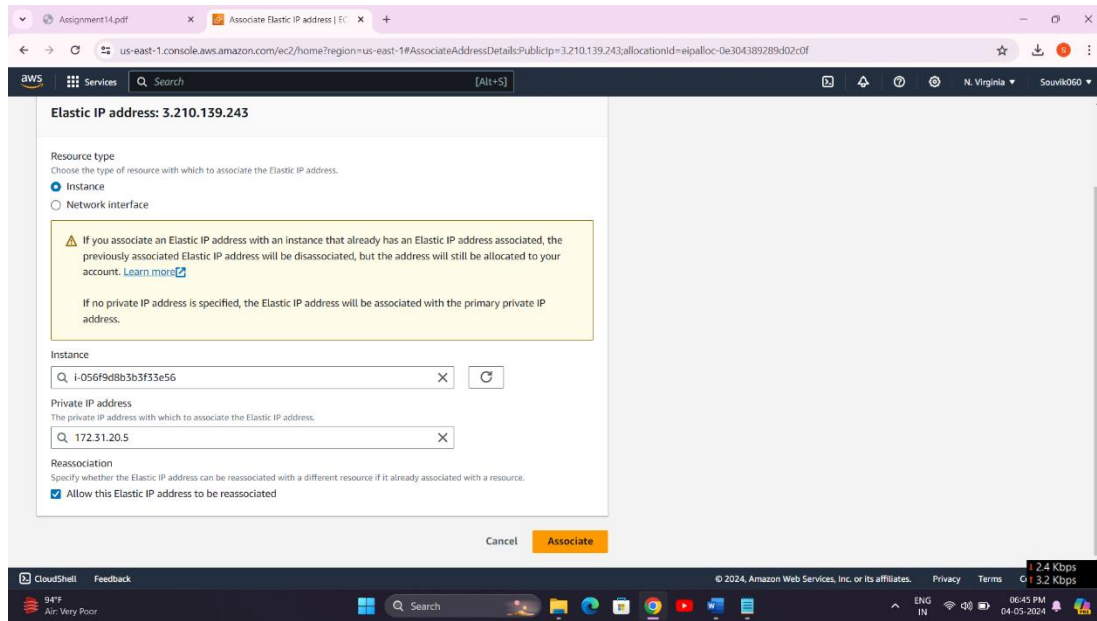 Assignment14.pdf
Associate Elastic IP address | EC
us-east-1.console.aws.amazon.com/ec2/home?region=us-east-1#AssociateAddressDetails:PublicIp=3.210.139.243;allocationId=eipalloc-0e304389289d02c0f
S
aws Services Search [Alt+S] N. Virginia Souvik060
Elastic IP address: 3.210.139.243
Resource type
Choose the type of resource with which to associate the Elastic IP address.
Instance
Network interface
If you associate an Elastic IP address with an instance that already has an Elastic IP address associated, the
previously associated Elastic IP address will be disassociated, but the address will still be allocated to your
account. Learn more
If no private IP address is specified, the Elastic IP address will be associated with the primary private IP
address.
Instance
i-056f9d8b3b3f33e56
Private IP address
The private IP address with which to associate the Elastic IP address.
172.31.20.5
Reassociation
Specify whether the Elastic IP address can be reassociated with a different resource if it already associated with a resource.
Allow this Elastic IP address to be reassociated
Cancel Associate
CloudShell Feedback © 2024, Amazon Web Services, Inc. or its affiliates. Privacy Terms
2.4 Kbps
3.2 Kbps
94°F
Air: Very Poor
Search
ENG
IN
06:45 PM
04-05-2024